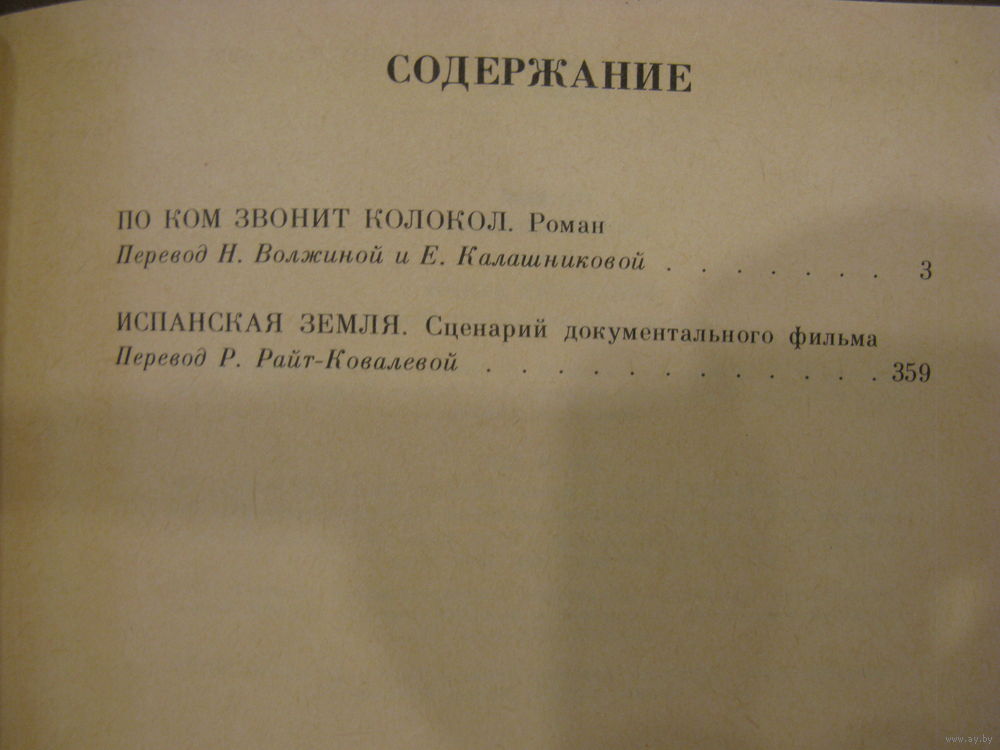 СОДЕРЖАНИЕ
ПО КОМ ЗВОНИТ КОЛОКОЛ. Роман
Перевод Н. Волжиной и Е. Калашниковой . . . . . . . 3
ИСПАНСКАЯ ЗЕМЛЯ. Сценарий документального фильма
Перевод Р. Райт-Ковалевой . . . . . . . . . . . . 359
www.ay.by